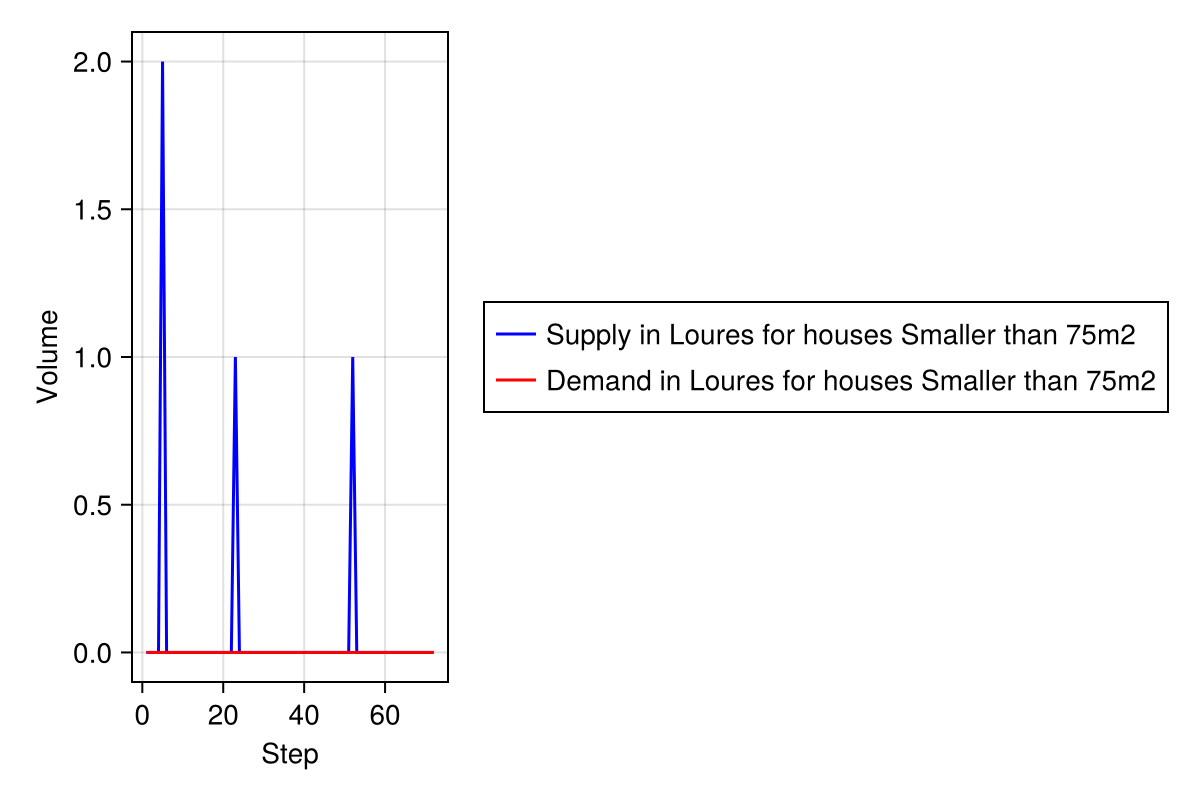 2.0
1.5
1.0
0.5
0.0
Volume
0 20 40 60
Step
Supply in Loures for houses Smaller than 75m2
Demand in Loures for houses Smaller than 75m2